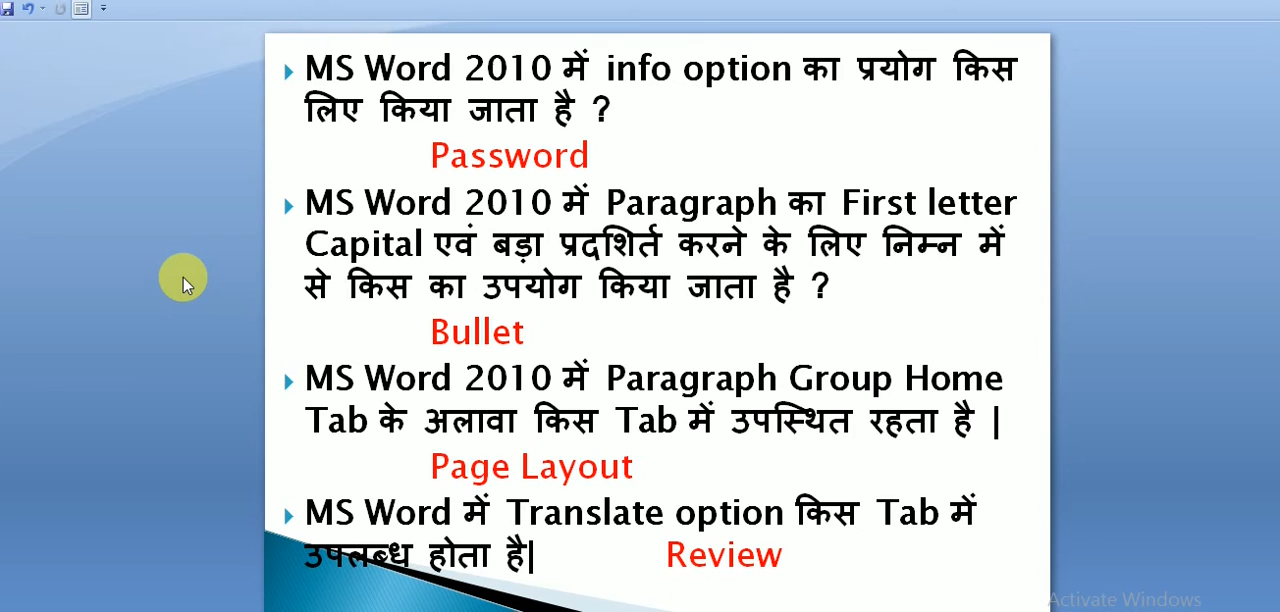 MS Word 2010 में info option का प्रयोग किस
लिए किया जाता है ?
Password
MS Word 2010 में Paragraph का First letter
Capital एवं बड़ा प्रदशिर्त करने के लिए निम्न में
से किस का उपयोग किया जाता है ?
Bullet
MS Word 2010 में Paragraph Group Home
Tab के अलावा किस Tab में उपस्थित रहता है |
Page Layout
MS Word में Translate option किस Tab में
उपलब्ध होता है| Review
Activate Windows